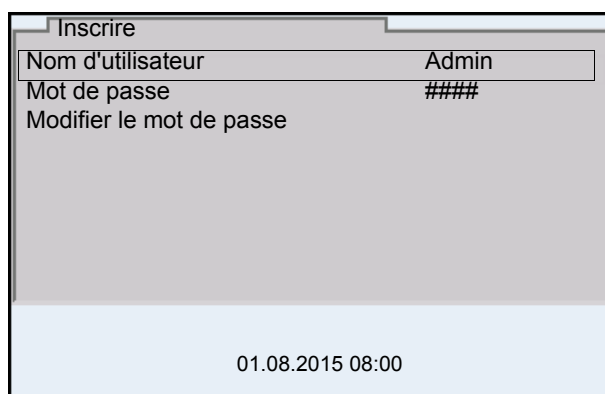 Inscrire
Nom d'utilisateur Admin
Mot de passe ####
Modifier le mot de passe
01.08.2015 08:00